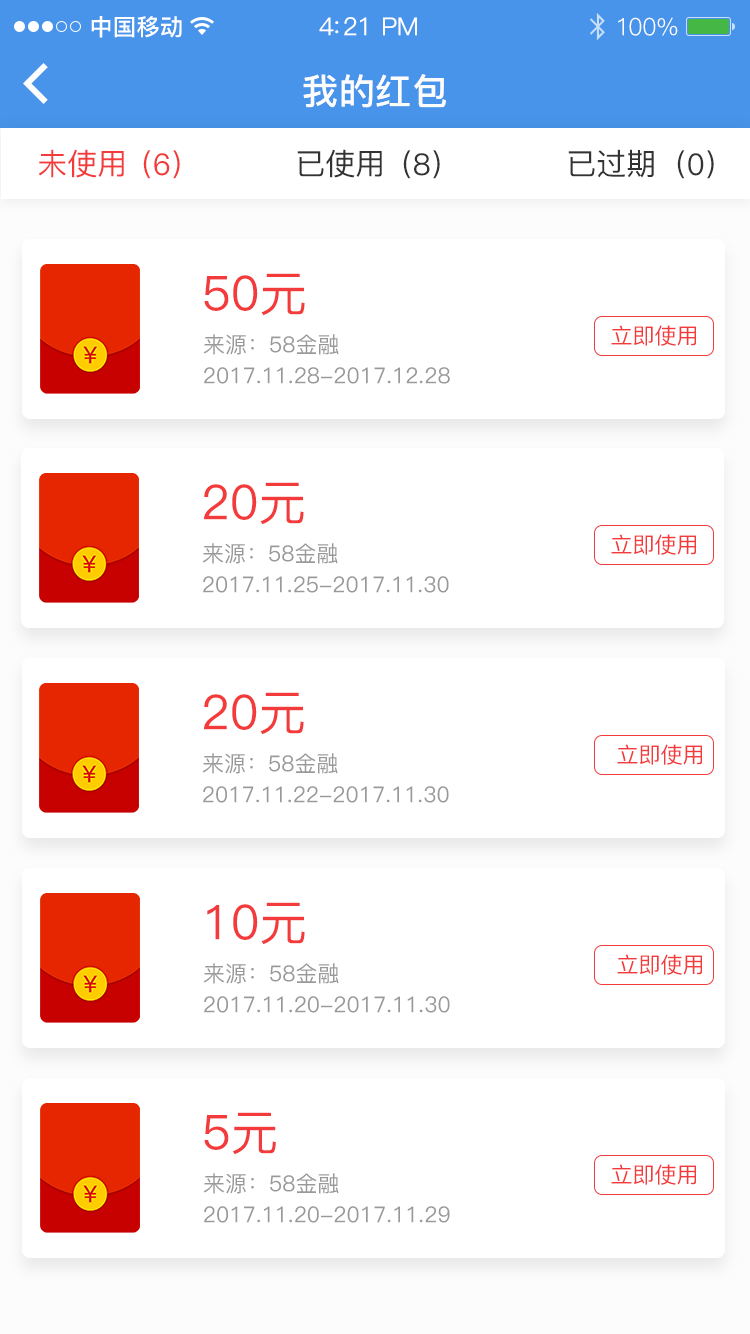 中国移动 4:21 PM 100%
我的红包
未使用（6） 已使用（8） 已过期（0）
50元
来源：58金融
2017.11.28-2017.12.28
立即使用
¥
20元
来源：58金融
2017.11.25-2017.11.30
立即使用
¥
20元
来源：58金融
2017.11.22-2017.11.30
立即使用
¥
10元
来源：58金融
2017.11.20-2017.11.30
立即使用
¥
5元
来源：58金融
2017.11.20-2017.11.29
立即使用
¥